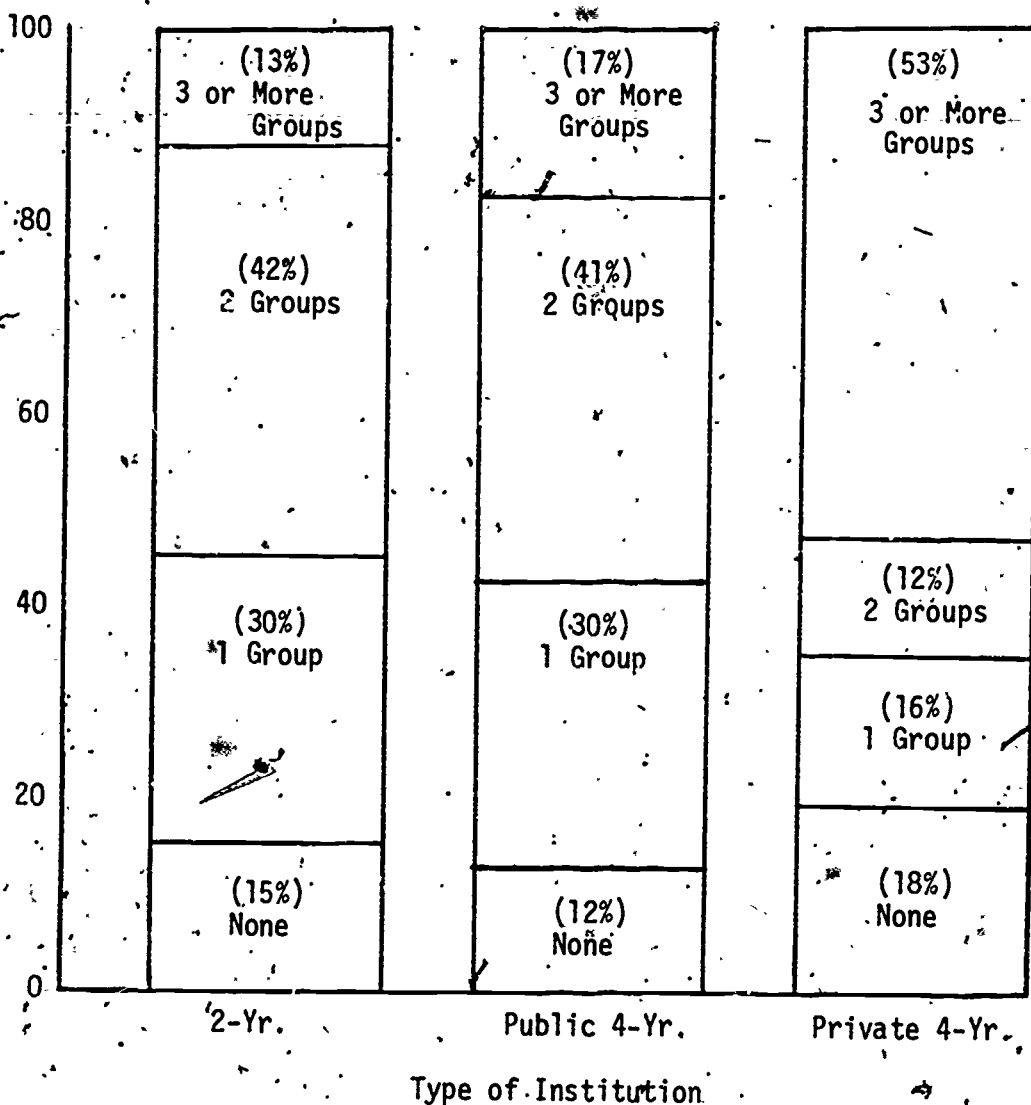 100
80
60
40
20
0
(13%)
3 or More
Groups
(42%)
2 Groups
(30%)
1 Group
(15%)
None
(17%)
3 or More
Groups
(41%)
2 Groups
(30%)
1 Group
(12%)
None
(53%)
3 or More
Groups
(12%)
2 Groups
(16%)
1 Group
(18%)
None
2-Yr.
Public 4-Yr.
Private 4-Yr.
Type of Institution